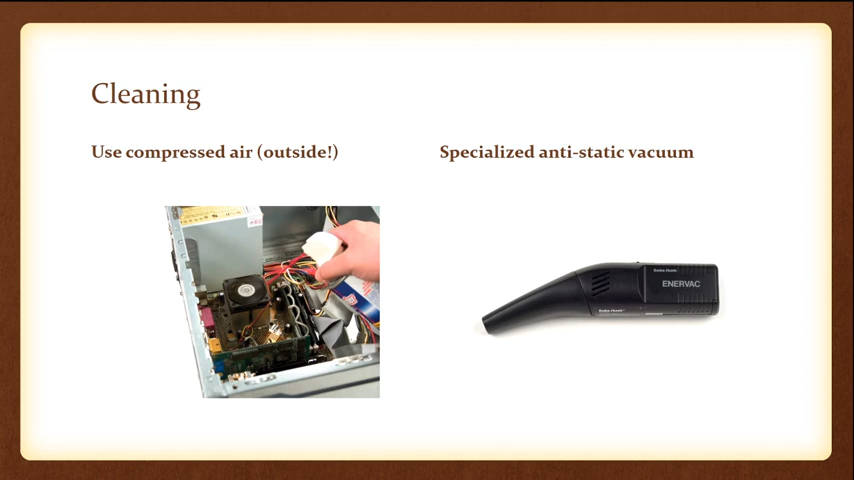 Cleaning
Use compressed air (outside!)
Specialized anti-static vacuum
ENERVAC